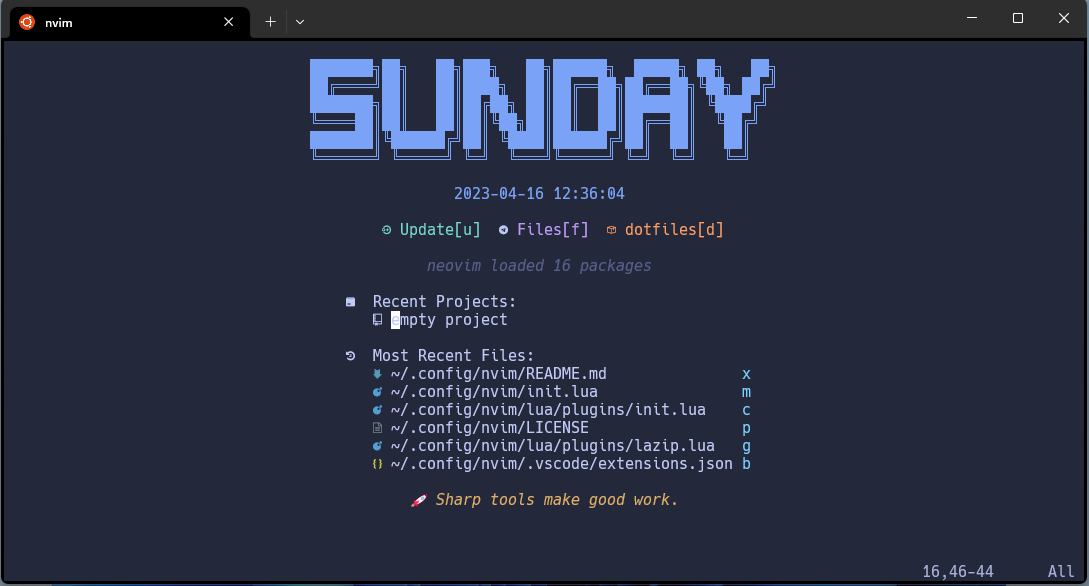 nvim
SUNDAY
2023-04-16 12:36:04
Update[u] Files[f] dotfiles[d]
neovim loaded 16 packages
Recent Projects:
empty project
Most Recent Files:
~/.config/nvim/README.md x
~/.config/nvim/init.lua m
~/.config/nvim/lua/plugins/init.lua c
~/.config/nvim/LICENSE p
~/.config/nvim/lua/plugins/lazip.lua g
~/.config/nvim/.vscode/extensions.json b
🚀 Sharp tools make good work.
16,46-44 All